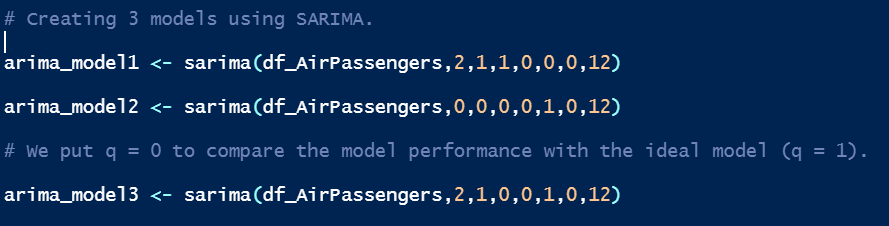 # Creating 3 models using SARIMA.
arima_model1 <- sarima(df_AirPassengers,2,1,1,0,0,0,12)
arima_model2 <- sarima(df_AirPassengers,0,0,0,0,1,0,12)
# We put q = 0 to compare the model performance with the ideal model (q = 1).
arima_model3 <- sarima(df_AirPassengers,2,1,0,0,1,0,12)